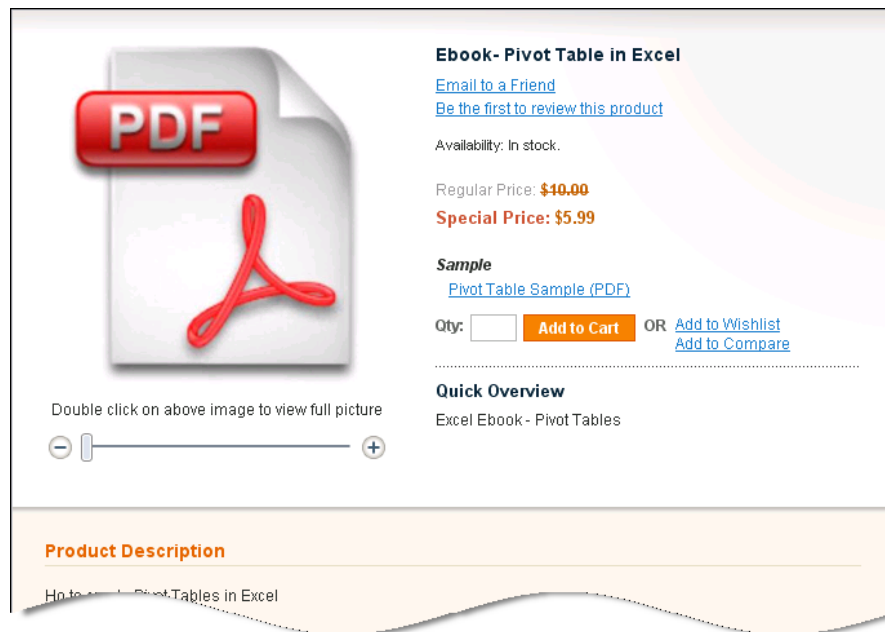 PDF
Ebook- Pivot Table in Excel
Email to a Friend
Be the first to review this product
Availability: In stock.
Regular Price: $10.00
Special Price: $5.99
Sample
Pivot Table Sample (PDF)
Qty: Add to Cart OR Add to Wishlist
Add to Compare
Double click on above image to view full picture
Quick Overview
Excel Ebook - Pivot Tables
Product Description
Ho to Pivot Tables in Excel